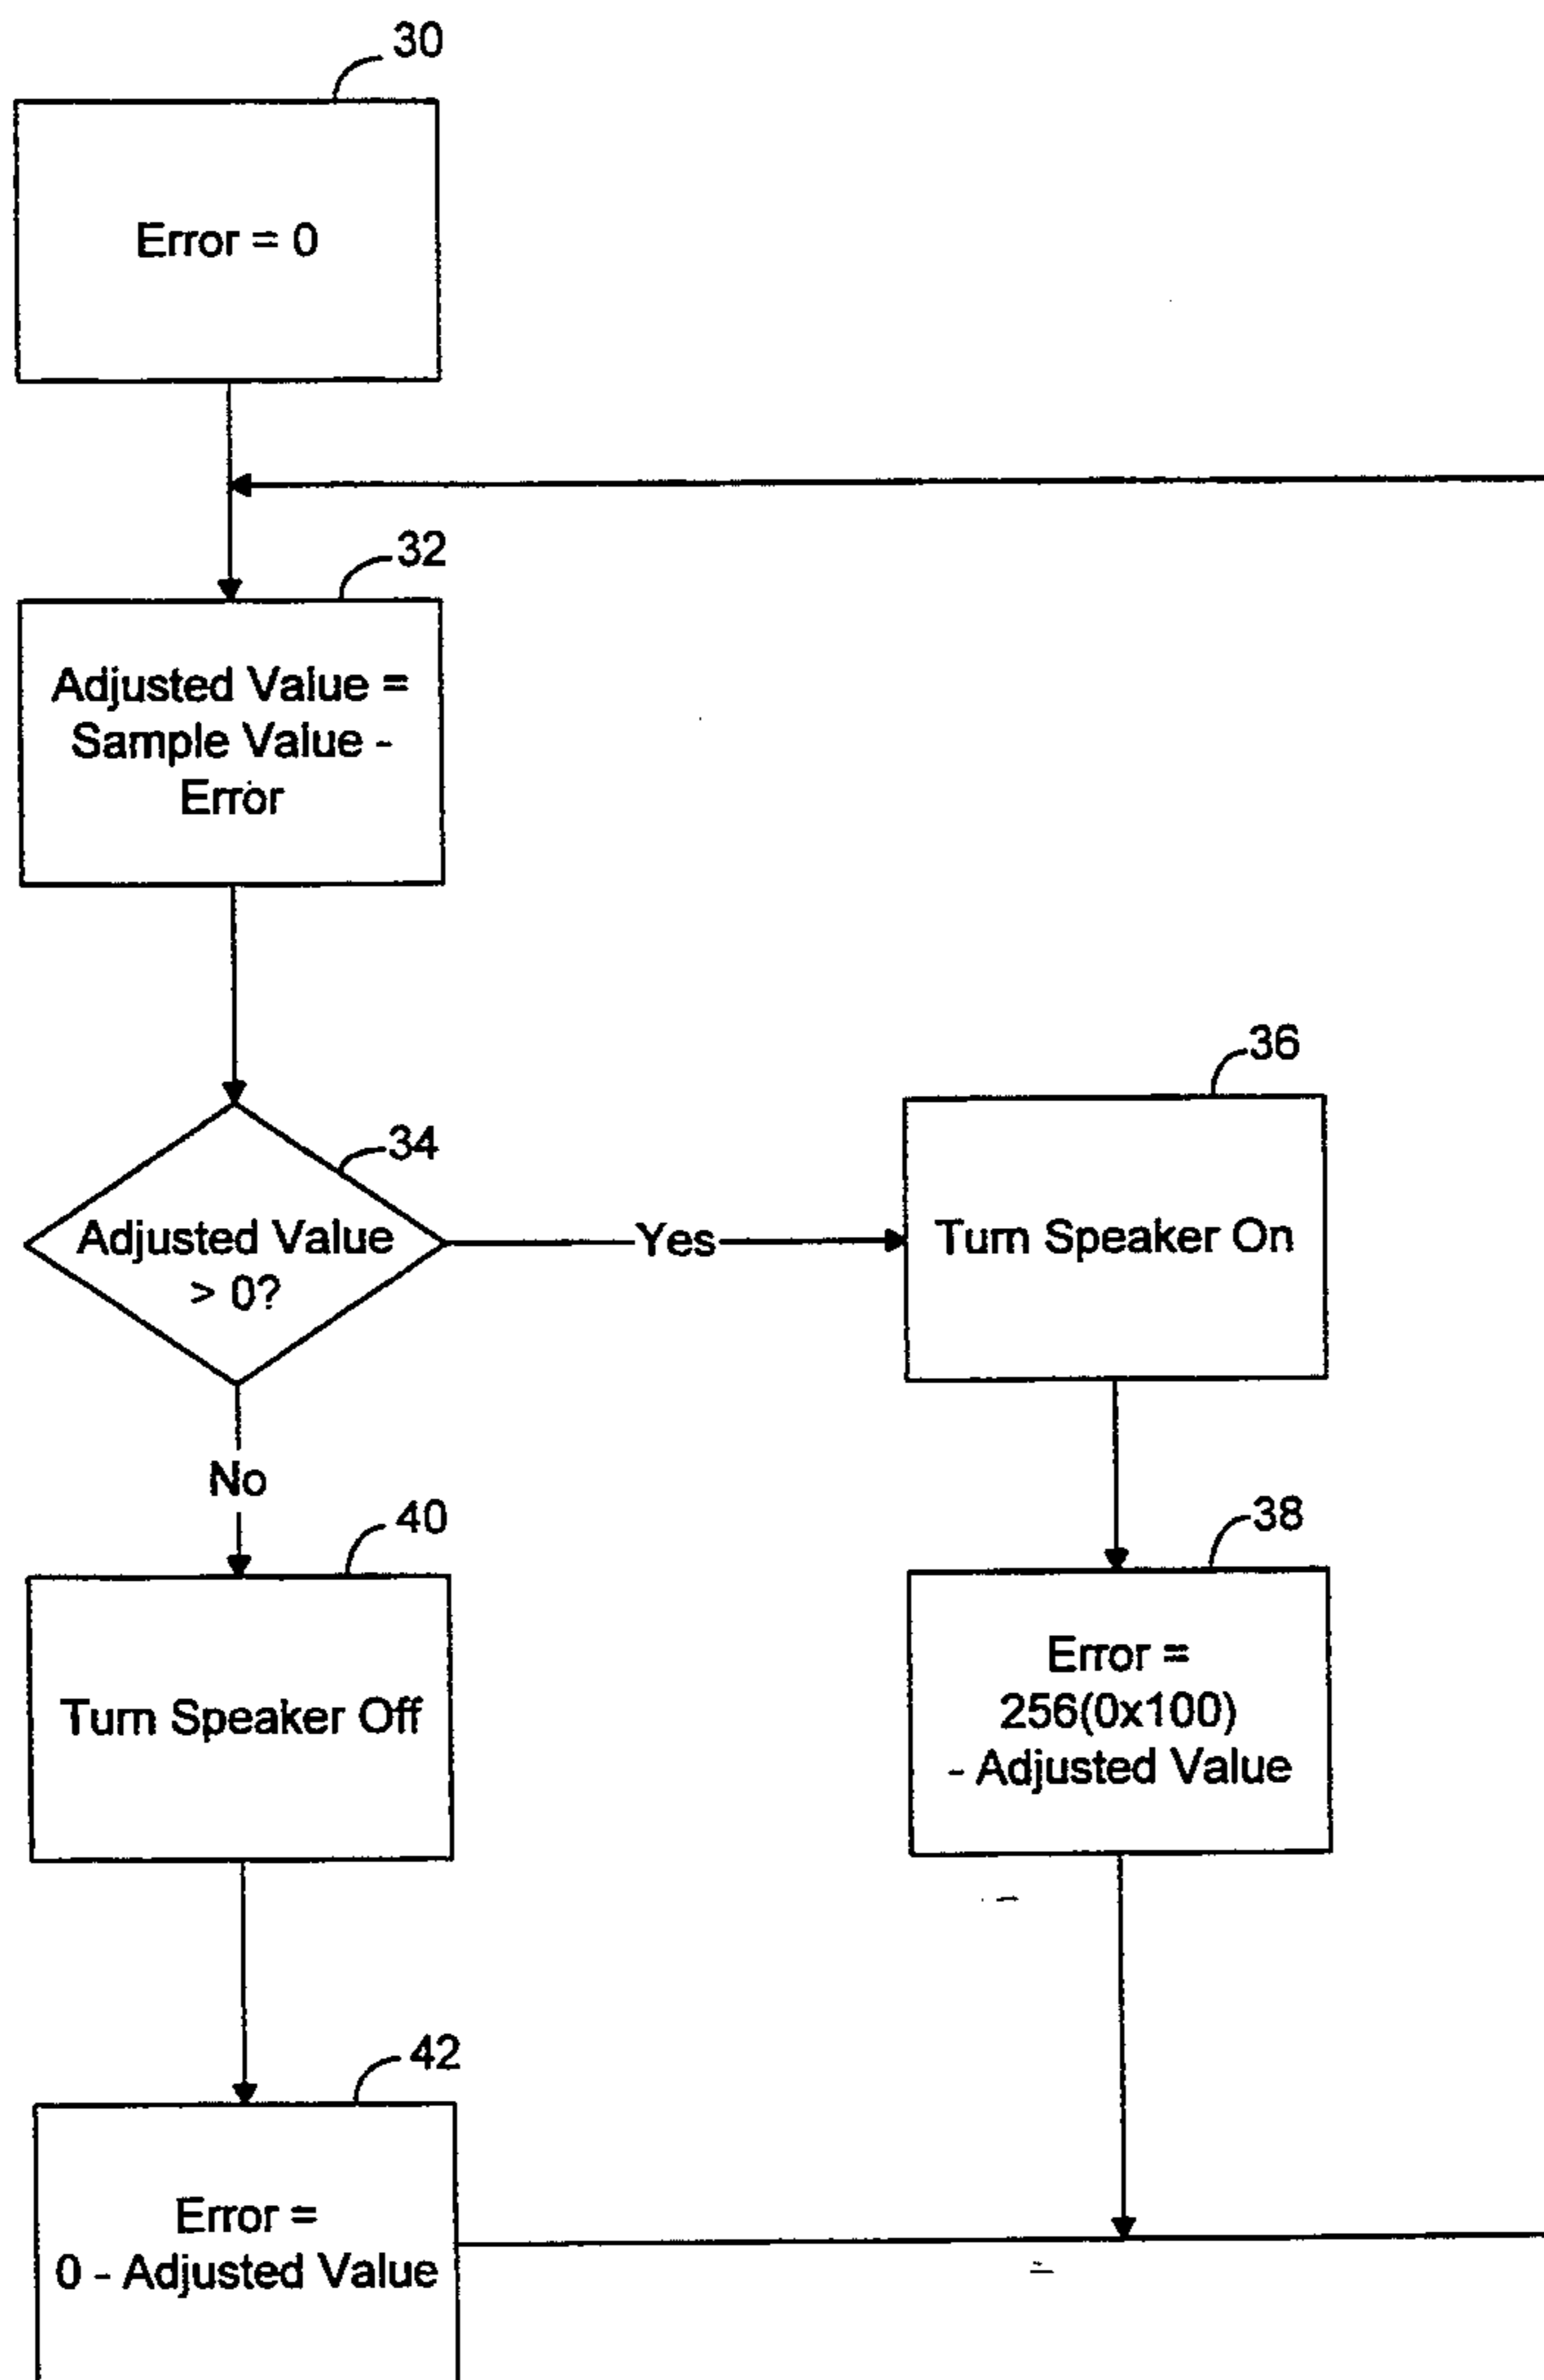 30
Error = 0
32
Adjusted Value =
Sample Value -
Error
34
Adjusted Value
> 0?
Yes
36
Turn Speaker On
No
40
Turn Speaker Off
38
Error =
256(0x100)
- Adjusted Value
42
Error =
0 - Adjusted Value